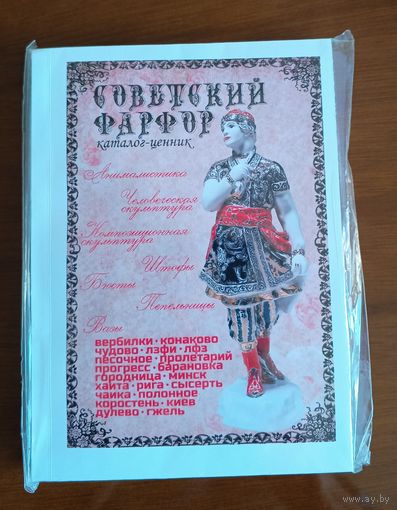 СОВЕТСКИЙ
ФАРФОР
каталог-ценник
Анималистика
Человеческая
скульптура
Композиционная
скульптура
Штофы
Бюсты
Пепельницы
Вазы
вербилки • конаково
чудово • лзфи • лфз
песочное • пролетарий
прогресс • барановка
городница • минск
хайта • рига • сысерть
чайка • полонное
коростень • киев
дулево • гжель
www.ay.by